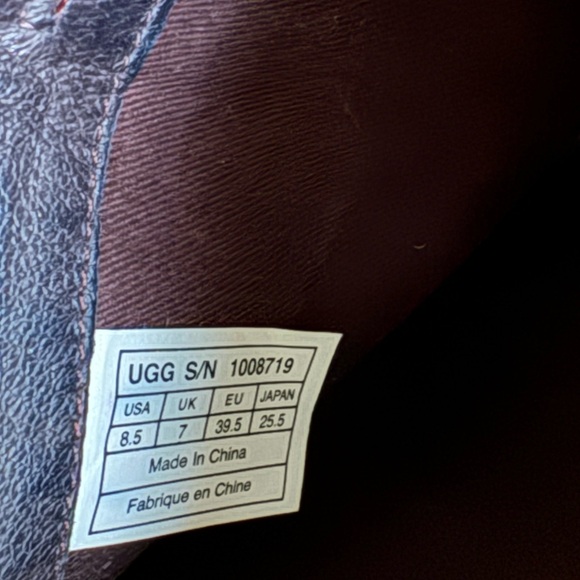 UGG S/N 1008719
USA UK EU JAPAN
8.5 7 39.5 25.5
Made In China
Fabrique en Chine